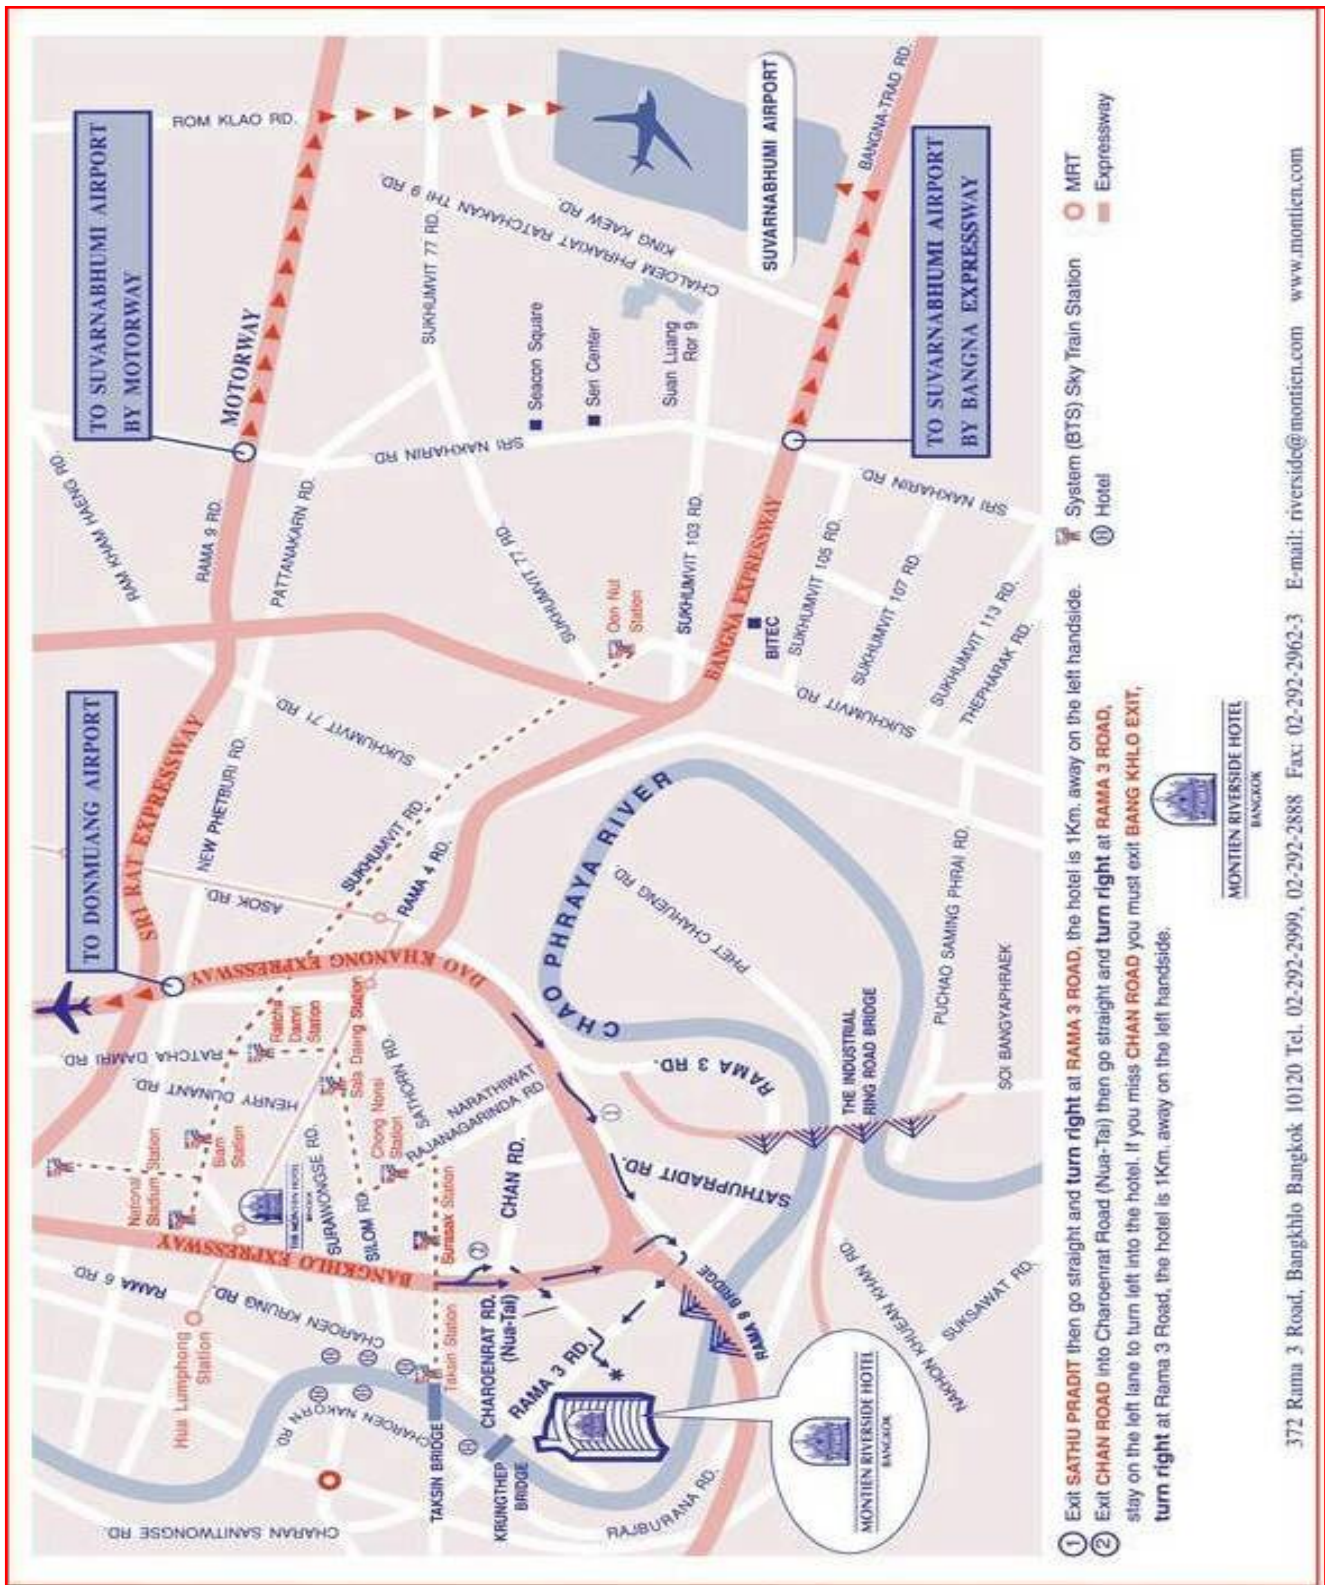 TO SUVARNABHUMI AIRPORT
BY MOTORWAY
ROM KLAO RD.
MOTORWAY
SUVARNABHUMI AIRPORT
BANGNA-TRAD RD.
KING KAEW RD.
CHALOEM PHRAKIAT RATCHAKAN THI 9 RD.
SUKHUMVIT 77 RD.
Seacon Square
Seri Center
Suan Luang
Ror 9
TO SUVARNABHUMI AIRPORT
BY BANGNA EXPRESSWAY
RAM KHAM HAENG RD.
RAMA 9 RD.
PATTANAKARN RD.
SRI NAKHARIN RD.
SUKHUMVIT 77 RD.
SUKHUMVIT 77 RD.
SUKHUMVIT 103 RD.
BANGNA EXPRESSWAY
BITEC
SUKHUMVIT 105 RD.
SUKHUMVIT 107 RD.
SRI NAKHARIN RD.
SUKHUMVIT 113 RD.
THEPHARAK RD.
SUKHUMVIT RD.
Oon Nut
Station
TO DONMUANG AIRPORT
SRI RAT EXPRESSWAY
NEW PHETBURI RD.
SUKHUMVIT 71 RD.
ASOK RD.
SUKHUMVIT RD.
RAMA 4 RD.
DAO KHANONG EXPRESSWAY
CHAO PHRAYA RIVER
PHET CHAHUENG RD.
PUCHAO SAMING PHRAI RD.
SOI BANGYAPHRAEK
THE INDUSTRIAL
RING ROAD BRIDGE
RAMA 3 RD.
RATCHA DAMRI RD.
HENRY DUNANT RD.
Ratcha
Damri
Station
Sala Daeng Station
SATHORN RD.
Chong Nonsi
Station
NARATHIWAT
RAJANAGARINDA RD.
Siam
Station
National
Stadium Station
THE MONTIEN HOTEL
BANGKOK
SURAWONGSE RD.
SILOM RD.
Surasak Station
CHAN RD.
SATHUPRADIT RD.
1
2
BANGKHLO EXPRESSWAY
RAMA 6 RD.
CHAROEN KRUNG RD.
Hua Lumphong
Station
Taksin Station
CHAROENRAT RD.
(Nua-Tai)
RAMA 3 RD.
RAMA 9 BRIDGE
NAKHON KHUEAN KHAN RD.
SUKSAWAT RD.
CHAROEN NAKORN RD.
TAKSIN BRIDGE
KRUNGTHEP
BRIDGE
CHARAN SANITWONGSE RD.
RAJBURANA RD.
MONTIEN RIVERSIDE HOTEL
BANGKOK
1 Exit SATHU PRADIT then go straight and turn right at RAMA 3 ROAD, the hotel is 1Km. away on the left handside.
2 Exit CHAN ROAD into Charoenrat Road (Nua-Tai) then go straight and turn right at RAMA 3 ROAD,
stay on the left lane to turn left into the hotel. If you miss CHAN ROAD you must exit BANG KHLO EXIT,
turn right at Rama 3 Road, the hotel is 1Km. away on the left handside.
System (BTS) Sky Train Station
MRT
H Hotel
Expressway
MONTIEN RIVERSIDE HOTEL
BANGKOK
372 Rama 3 Road, Bangkhlo Bangkok 10120 Tel. 02-292-2999, 02-292-2888 Fax: 02-292-2962-3 E-mail: riverside@montien.com www.montien.com